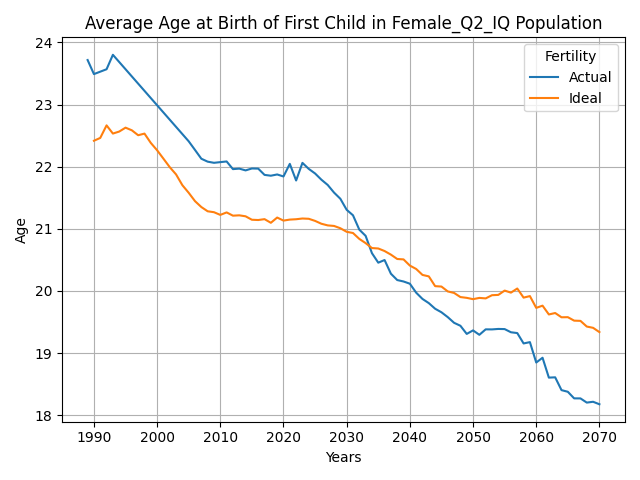 Average Age at Birth of First Child in Female_Q2_IQ Population
Fertility
Actual
Ideal
24
23
22
21
20
19
18
Age
1990 2000 2010 2020 2030 2040 2050 2060 2070
Years